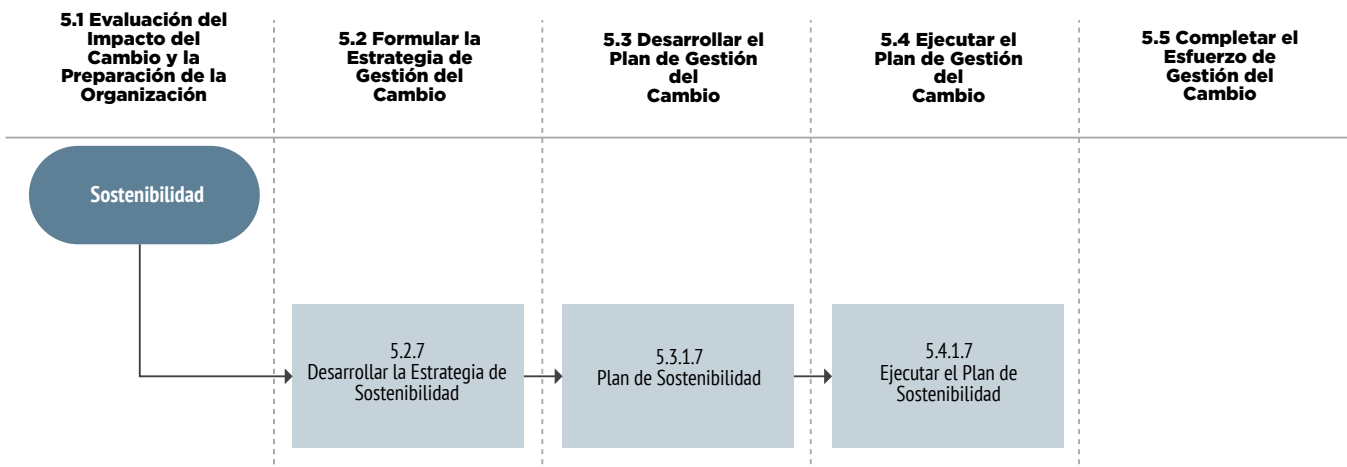 5.1 Evaluación del
Impacto del
Cambio y la
Preparación de la
Organización
5.2 Formular la
Estrategia de
Gestión del
Cambio
5.3 Desarrollar el
Plan de Gestión
del
Cambio
5.4 Ejecutar el
Plan de Gestión
del
Cambio
5.5 Completar el
Esfuerzo de
Gestión del
Cambio
Sostenibilidad
5.2.7
Desarrollar la Estrategia de
Sostenibilidad
5.3.1.7
Plan de Sostenibilidad
5.4.1.7
Ejecutar el Plan de
Sostenibilidad